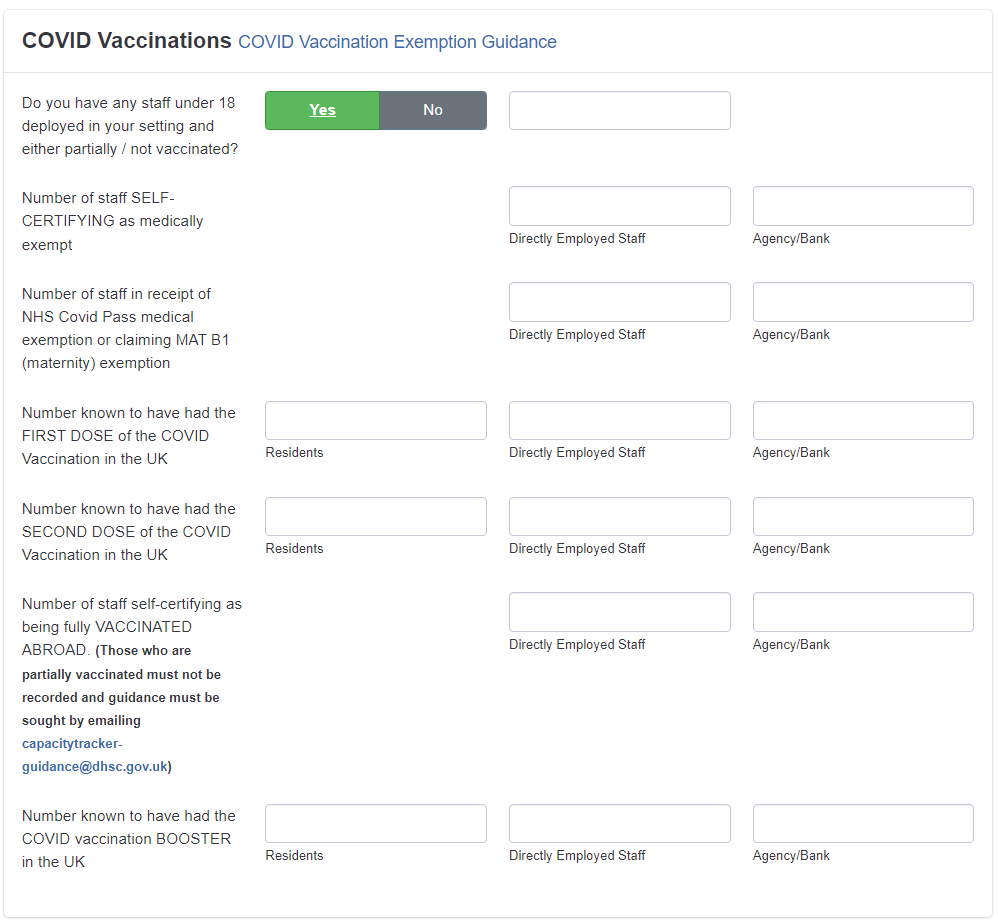 COVID Vaccinations COVID Vaccination Exemption Guidance
Do you have any staff under 18
deployed in your setting and
either partially / not vaccinated?
Yes No
Number of staff SELF-
CERTIFYING as medically
exempt
Directly Employed Staff Agency/Bank
Number of staff in receipt of
NHS Covid Pass medical
exemption or claiming MAT B1
(maternity) exemption
Directly Employed Staff Agency/Bank
Number known to have had the
FIRST DOSE of the COVID
Vaccination in the UK
Residents Directly Employed Staff Agency/Bank
Number known to have had the
SECOND DOSE of the COVID
Vaccination in the UK
Residents Directly Employed Staff Agency/Bank
Number of staff self-certifying as
being fully VACCINATED
ABROAD. (Those who are
partially vaccinated must not be
recorded and guidance must be
sought by emailing
capacitytracker-
guidance@dhsc.gov.uk)
Directly Employed Staff Agency/Bank
Number known to have had the
COVID vaccination BOOSTER
in the UK
Residents Directly Employed Staff Agency/Bank